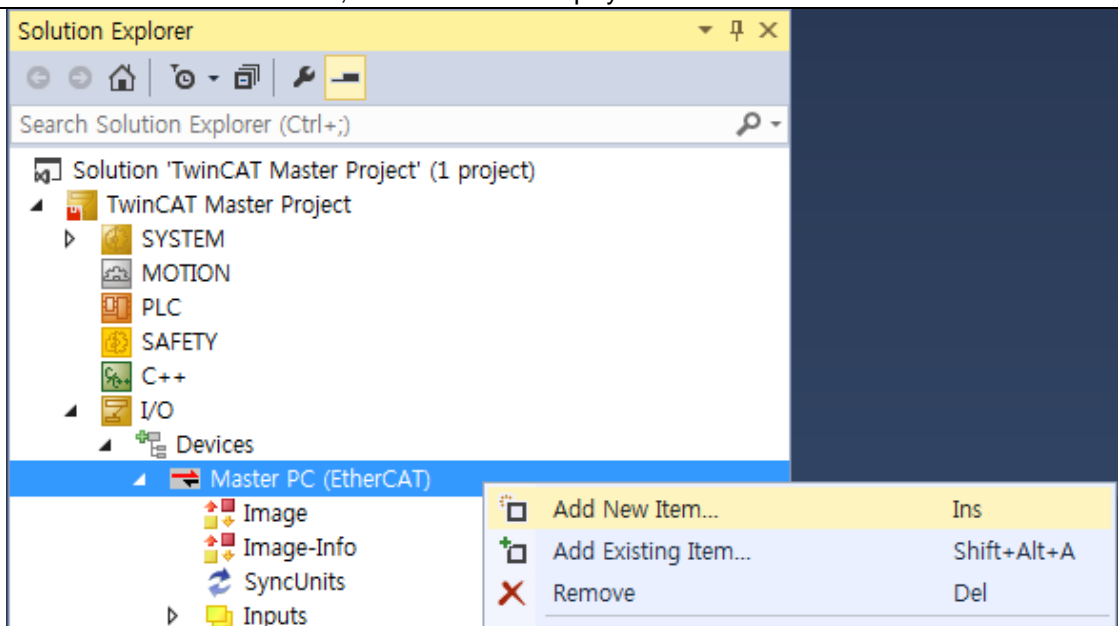 Solution Explorer
Search Solution Explorer (Ctrl+;)
Solution 'TwinCAT Master Project' (1 project)
TwinCAT Master Project
SYSTEM
MOTION
PLC
SAFETY
C++
I/O
Devices
Master PC (EtherCAT)
Image
Image-Info
SyncUnits
Inputs
Add New Item... Ins
Add Existing Item... Shift+Alt+A
Remove Del